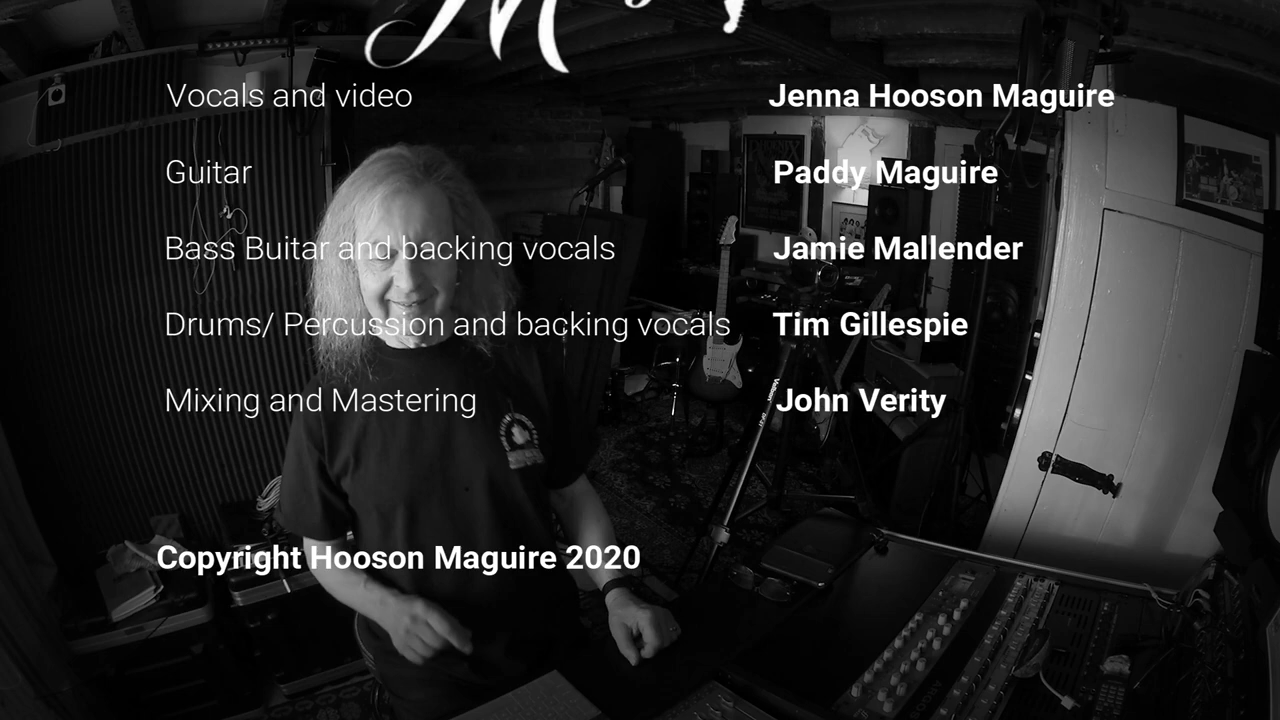 Vocals and video Jenna Hooson Maguire
Guitar Paddy Maguire
Bass Buitar and backing vocals Jamie Mallender
Drums/ Percussion and backing vocals Tim Gillespie
Mixing and Mastering John Verity
Copyright Hooson Maguire 2020